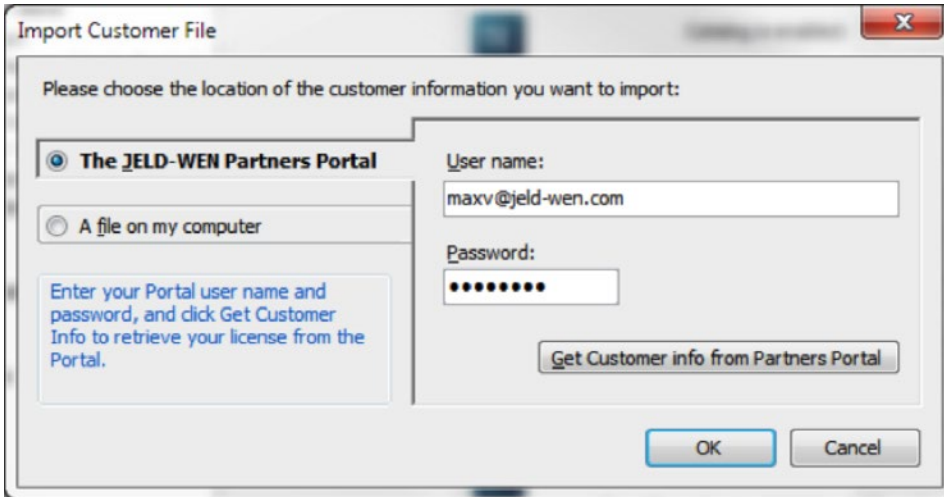 Import Customer File
Please choose the location of the customer information you want to import:
The JELD-WEN Partners Portal
A file on my computer
Enter your Portal user name and
password, and click Get Customer
Info to retrieve your license from the
Portal.
User name:
maxv@jeld-wen.com
Password:
••••••••
Get Customer info from Partners Portal
OK
Cancel